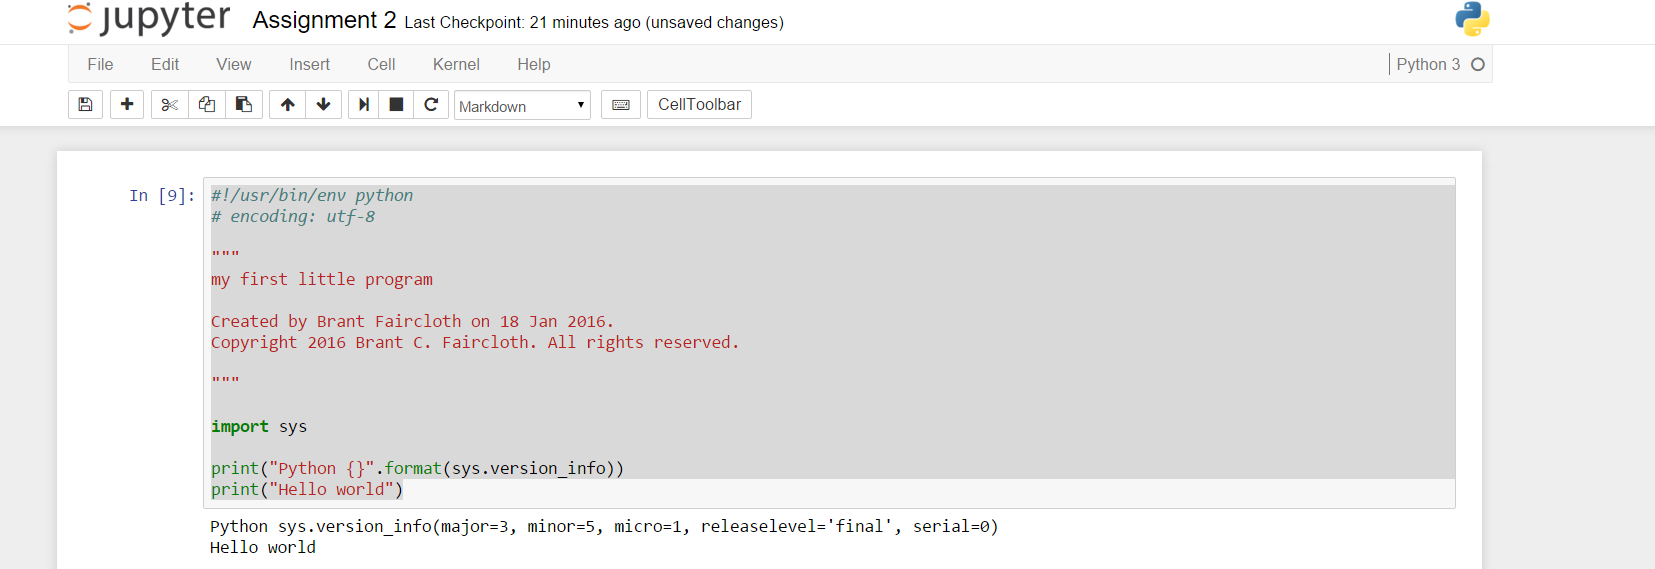 jupyter Assignment 2 Last Checkpoint: 21 minutes ago (unsaved changes)
File Edit View Insert Cell Kernel Help Python 3
Markdown CellToolbar
In [9]: #!/usr/bin/env python
# encoding: utf-8
"""
my first little program
Created by Brant Faircloth on 18 Jan 2016.
Copyright 2016 Brant C. Faircloth. All rights reserved.
"""
import sys
print("Python {}".format(sys.version_info))
print("Hello world")
Python sys.version_info(major=3, minor=5, micro=1, releaselevel='final', serial=0)
Hello world